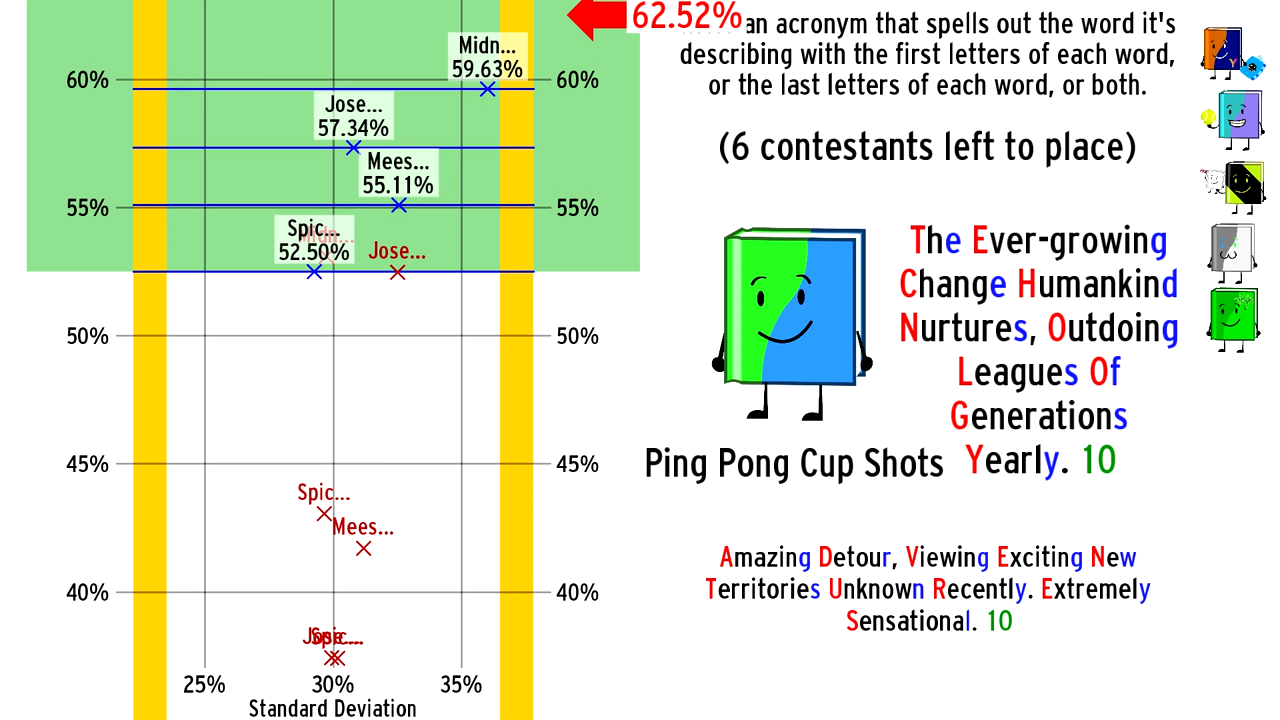 62.52%
an acronym that spells out the word it's
describing with the first letters of each word,
or the last letters of each word, or both.
(6 contestants left to place)
Midn...
59.63%
60%
60%
Jose...
57.34%
Mees...
55.11%
55%
55%
Spic...
52.50%
Midn...
Jose...
50%
50%
45%
45%
Spic...
Mees...
40%
40%
Jose...
Spic...
25%
30%
35%
Standard Deviation
The Ever-growing
Change Humankind
Nurtures, Outdoing
Leagues Of
Generations
Yearly. 10
Ping Pong Cup Shots
Amazing Detour, Viewing Exciting New
Territories Unknown Recently. Extremely
Sensational. 10